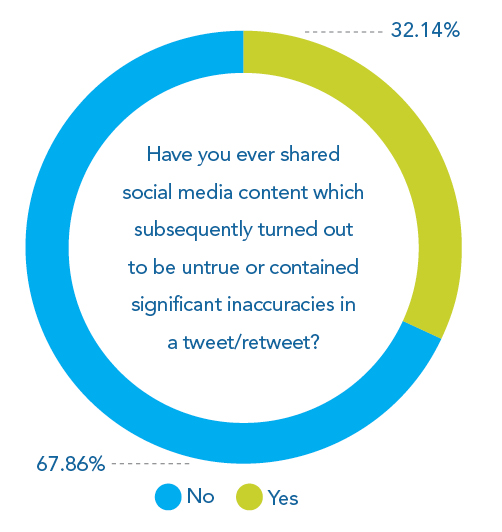 32.14%
Have you ever shared
social media content which
subsequently turned out
to be untrue or contained
significant inaccuracies in
a tweet/retweet?
67.86%
No Yes